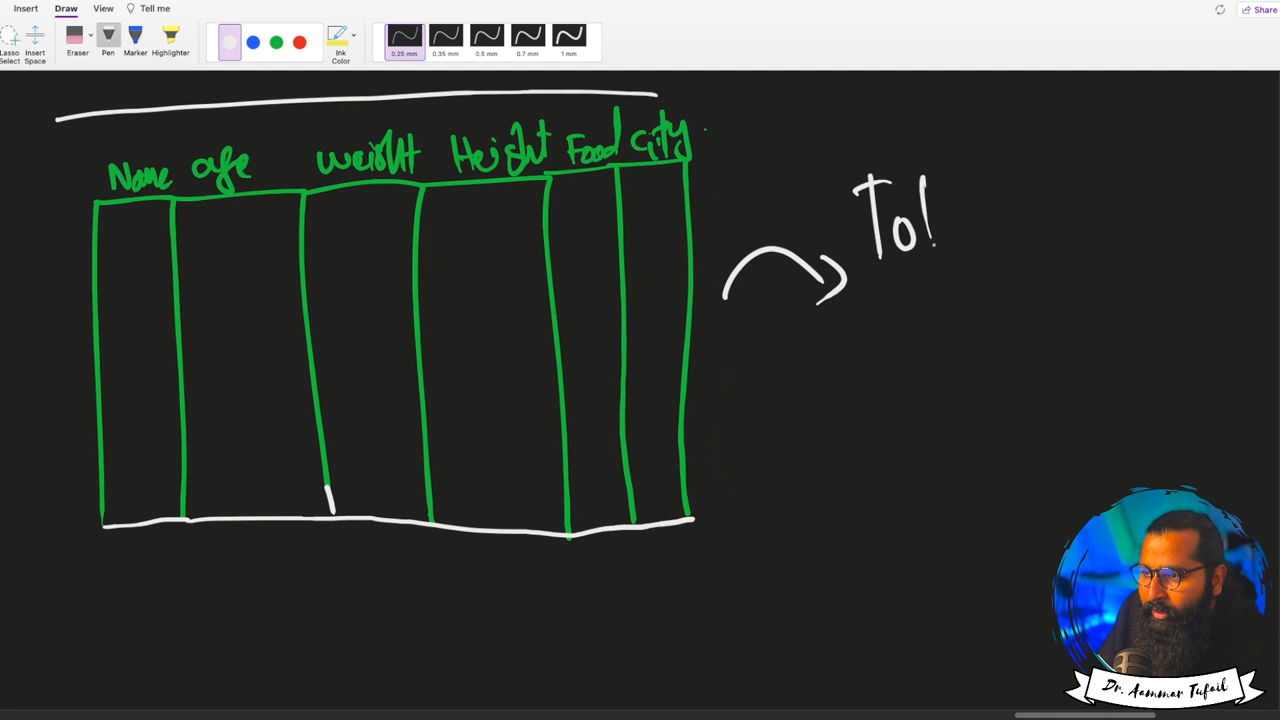 Insert Draw View Tell me
Share
Lasso Select
Insert Space
Eraser
Pen
Marker
Highlighter
Ink Color
0.25 mm
0.35 mm
0.5 mm
0.7 mm
1 mm
Name age Weight Height Food City
Tol
Dr. Aammar Tufail